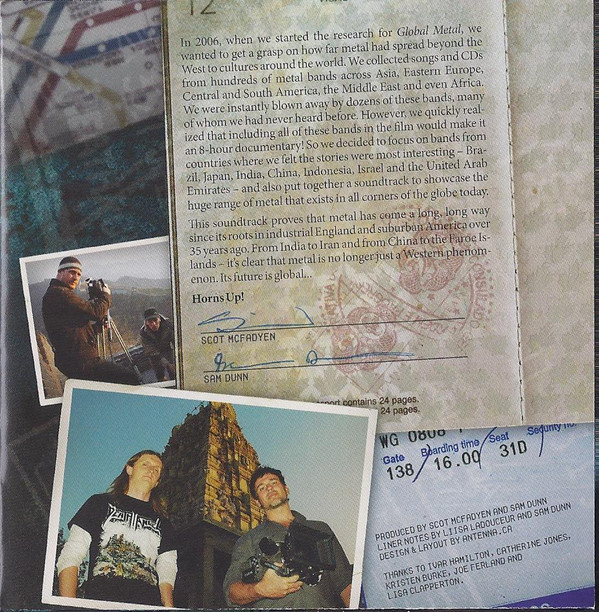 12
In 2006, when we started the research for Global Metal, we
wanted to get a grasp on how far metal had spread beyond the
West to cultures around the world. We collected songs and CDs
from hundreds of metal bands across Asia, Eastern Europe,
Central and South America, the Middle East and even Africa.
We were instantly blown away by dozens of these bands, many
of whom we had never heard before. However, we quickly real-
ized that including all of these bands in the film would make it
an 8-hour documentary! So we decided to focus on bands from
countries where we felt the stories were most interesting – Bra-
zil, Japan, India, China, Indonesia, Israel and the United Arab
Emirates – and also put together a soundtrack to showcase the
huge range of metal that exists in all corners of the globe today.
This soundtrack proves that metal has come a long, long way
since its roots in industrial England and suburban America over
35 years ago. From India to Iran and from China to the Faroe Is-
lands – it's clear that metal is no longer just a Western phenom-
enon. Its future is global...
Horns Up!
SCOT MCFADYEN
SAM DUNN
port contains 24 pages.
24 pages.
WG 0808
Gate Boarding time Seat Security no.
138 16.00 31D
PRODUCED BY SCOT MCFADYEN AND SAM DUNN
LINER NOTES BY LIISA LADOUCEUR AND SAM DUNN
DESIGN & LAYOUT BY ANTENNA.CA
THANKS TO IVAR HAMILTON, CATHERINE JONES,
KRISTEN BURKE, JOE FERLAND AND
LISA CLAPPERTON.